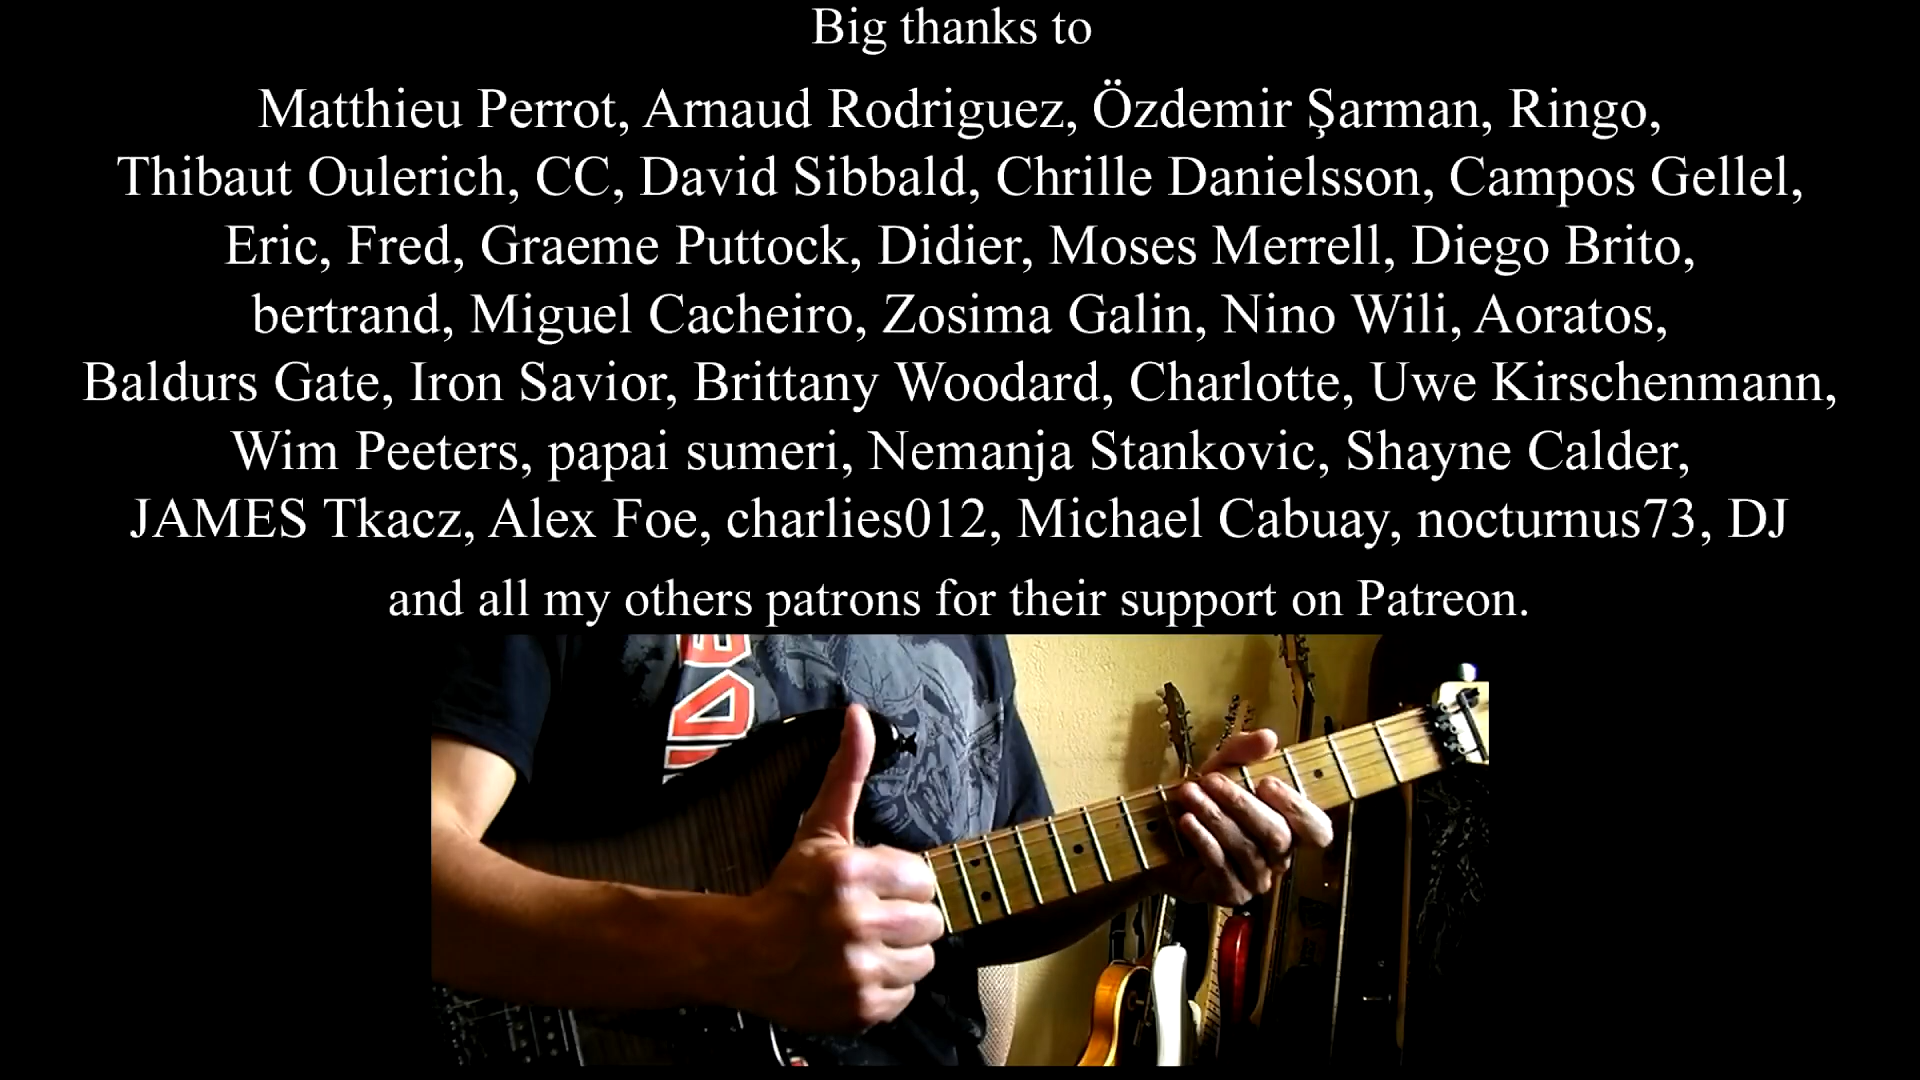 Big thanks to
Matthieu Perrot, Arnaud Rodriguez, Özdemir Şarman, Ringo,
Thibaut Oulerich, CC, David Sibbald, Chrille Danielsson, Campos Gellel,
Eric, Fred, Graeme Puttock, Didier, Moses Merrell, Diego Brito,
bertrand, Miguel Cacheiro, Zosima Galin, Nino Wili, Aoratos,
Baldurs Gate, Iron Savior, Brittany Woodard, Charlotte, Uwe Kirschenmann,
Wim Peeters, papai sumeri, Nemanja Stankovic, Shayne Calder,
JAMES Tkacz, Alex Foe, charlies012, Michael Cabuay, nocturnus73, DJ
and all my others patrons for their support on Patreon.